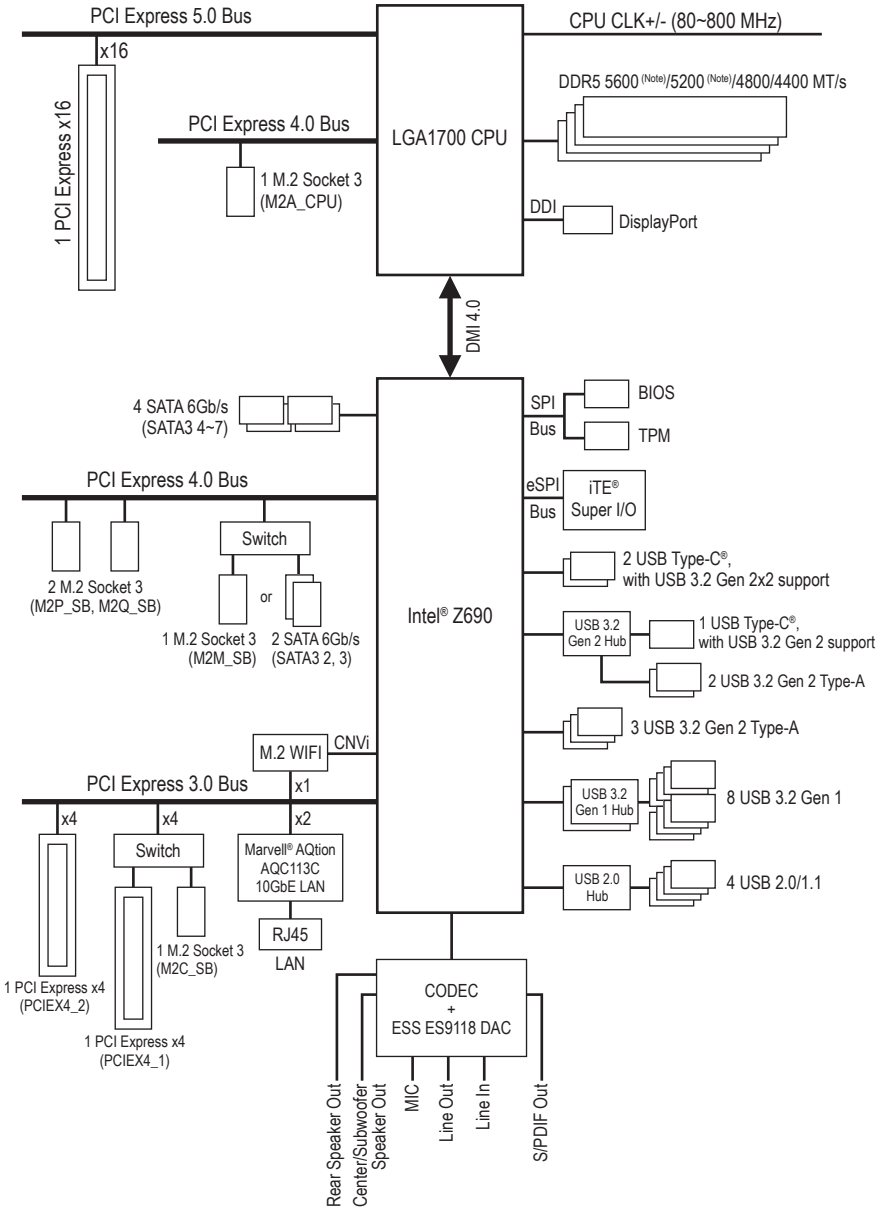 PCI Express 5.0 Bus
CPU CLK+/- (80~800 MHz)
x16
1 PCI Express x16
DDR5 5600 (Note)/5200 (Note)/4800/4400 MT/s
PCI Express 4.0 Bus
LGA1700 CPU
1 M.2 Socket 3
(M2A_CPU)
DDI
DisplayPort
DMI 4.0
4 SATA 6Gb/s
(SATA3 4~7)
SPI
Bus
BIOS
TPM
PCI Express 4.0 Bus
eSPI
Bus
iTE®
Super I/O
Switch
2 M.2 Socket 3
(M2P_SB, M2Q_SB)
or
1 M.2 Socket 3
(M2M_SB)
2 SATA 6Gb/s
(SATA3 2, 3)
Intel® Z690
2 USB Type-C®,
with USB 3.2 Gen 2x2 support
USB 3.2
Gen 2 Hub
1 USB Type-C®,
with USB 3.2 Gen 2 support
2 USB 3.2 Gen 2 Type-A
3 USB 3.2 Gen 2 Type-A
M.2 WIFI
CNVi
x1
PCI Express 3.0 Bus
x4
x4
x2
USB 3.2
Gen 1 Hub
8 USB 3.2 Gen 1
Switch
Marvell® AQtion
AQC113C
10GbE LAN
USB 2.0
Hub
4 USB 2.0/1.1
RJ45
LAN
1 M.2 Socket 3
(M2C_SB)
1 PCI Express x4
(PCIEX4_2)
1 PCI Express x4
(PCIEX4_1)
CODEC
+
ESS ES9118 DAC
Rear Speaker Out
Center/Subwoofer
Speaker Out
MIC
Line Out
Line In
S/PDIF Out